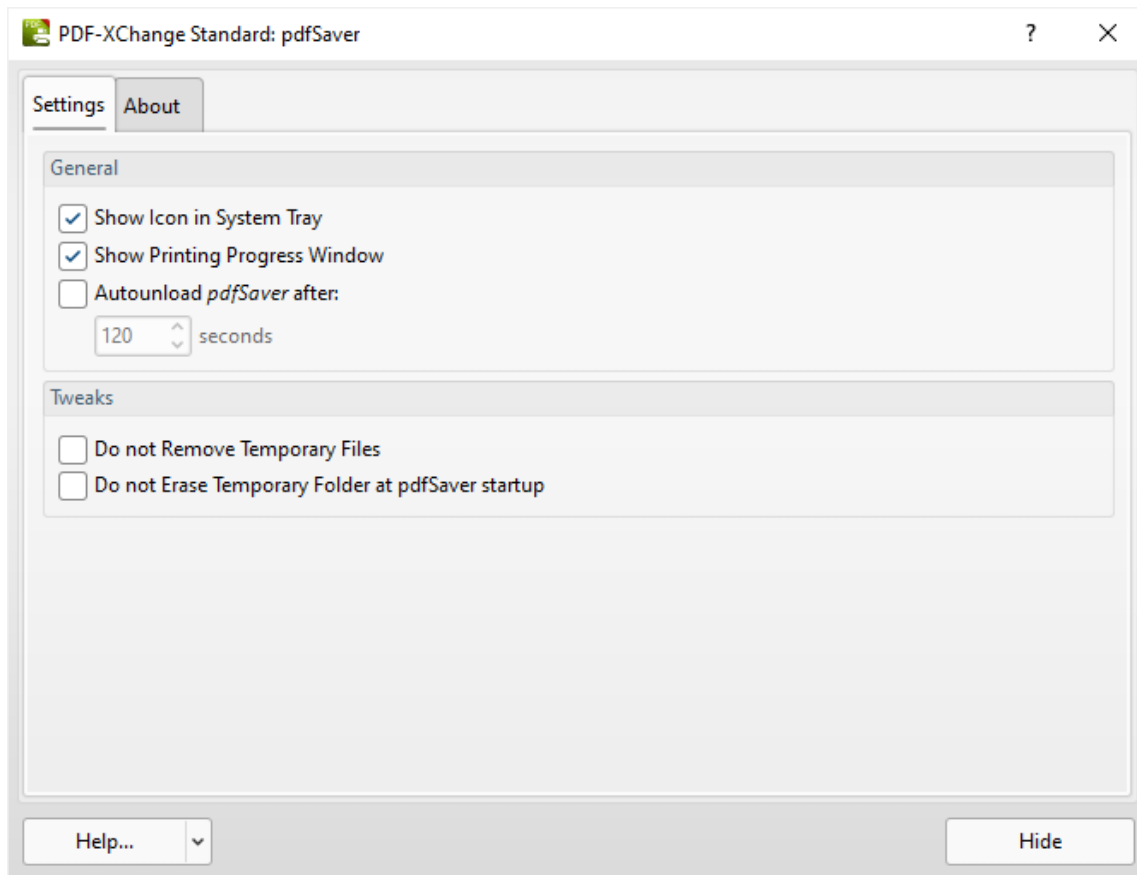 PDF-XChange Standard: pdfSaver
Settings About
General
Show Icon in System Tray
Show Printing Progress Window
Autounload pdfSaver after:
120 seconds
Tweaks
Do not Remove Temporary Files
Do not Erase Temporary Folder at pdfSaver startup
Help... Hide